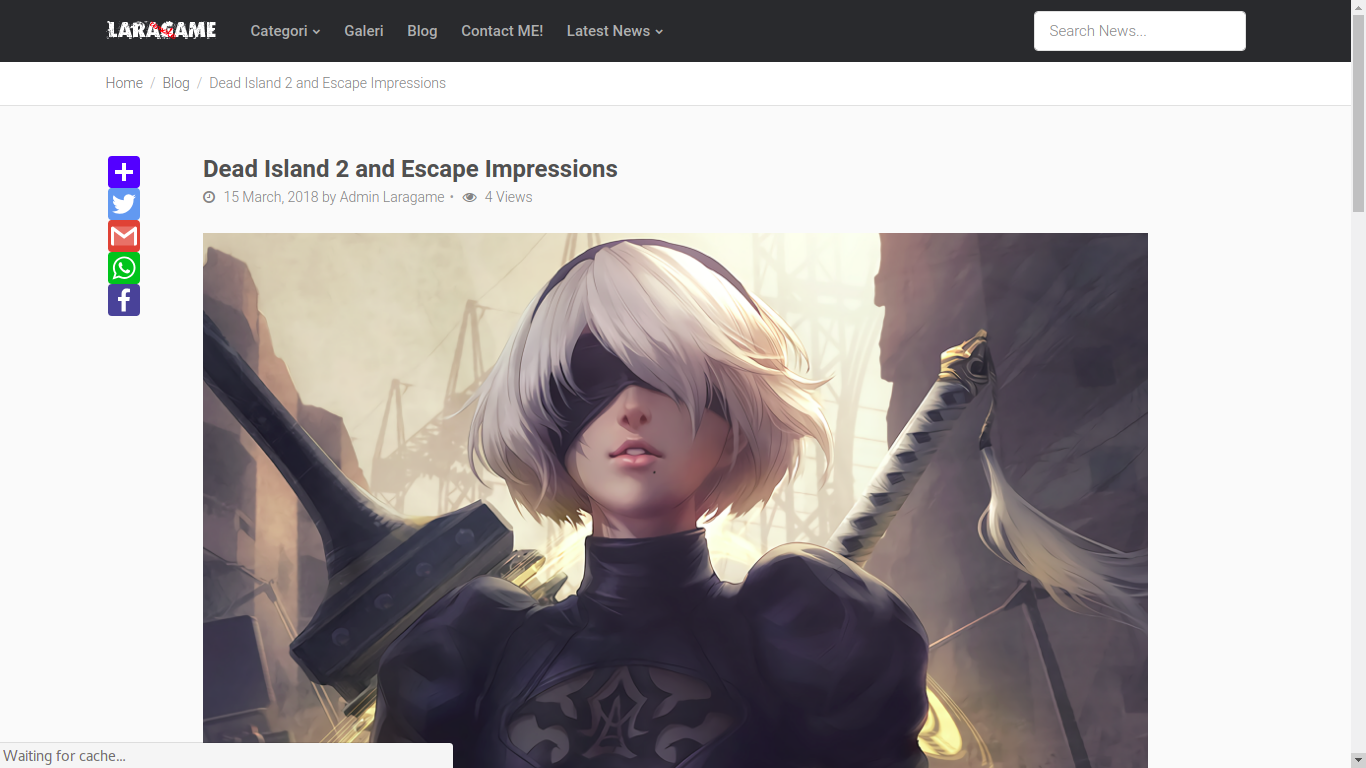 LARAGAME Categori Galeri Blog Contact ME! Latest News Search News...
Home / Blog / Dead Island 2 and Escape Impressions
Dead Island 2 and Escape Impressions
15 March, 2018 by Admin Laragame • 4 Views
Waiting for cache...